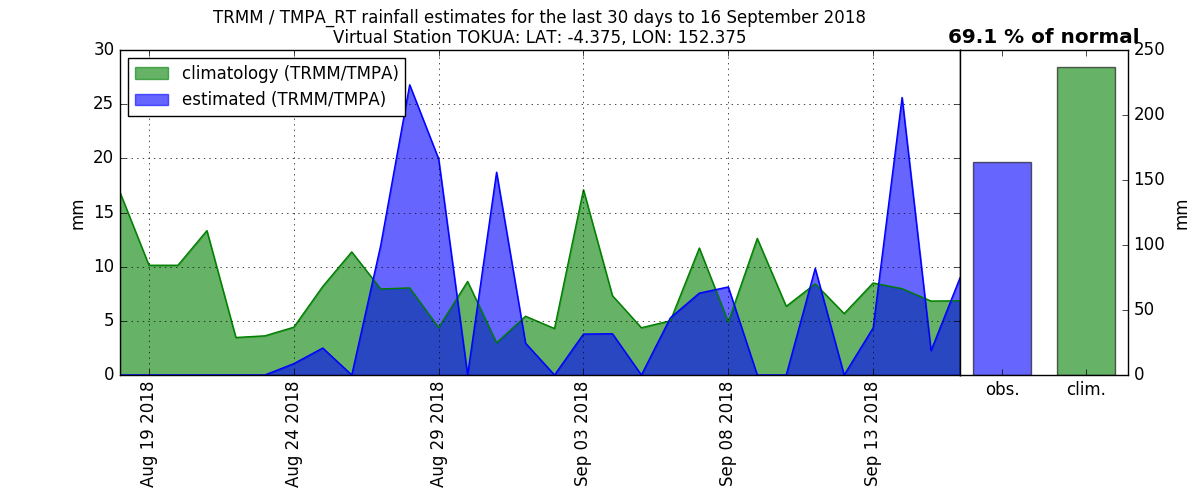 TRMM / TMPA_RT rainfall estimates for the last 30 days to 16 September 2018
Virtual Station TOKUA: LAT: -4.375, LON: 152.375
69.1 % of normal
climatology (TRMM/TMPA)
estimated (TRMM/TMPA)
30
25
20
15
10
5
0
mm
Aug 19 2018
Aug 24 2018
Aug 29 2018
Sep 03 2018
Sep 08 2018
Sep 13 2018
250
200
150
100
50
0
mm
obs.
clim.